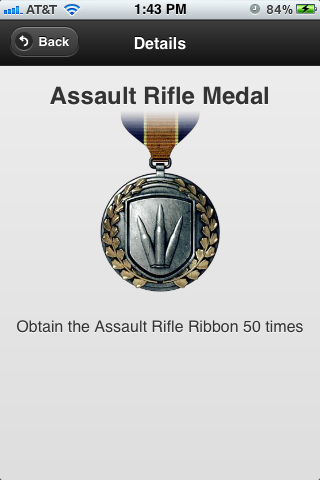 AT&T 1:43 PM 84%
Back Details
Assault Rifle Medal
Obtain the Assault Rifle Ribbon 50 times